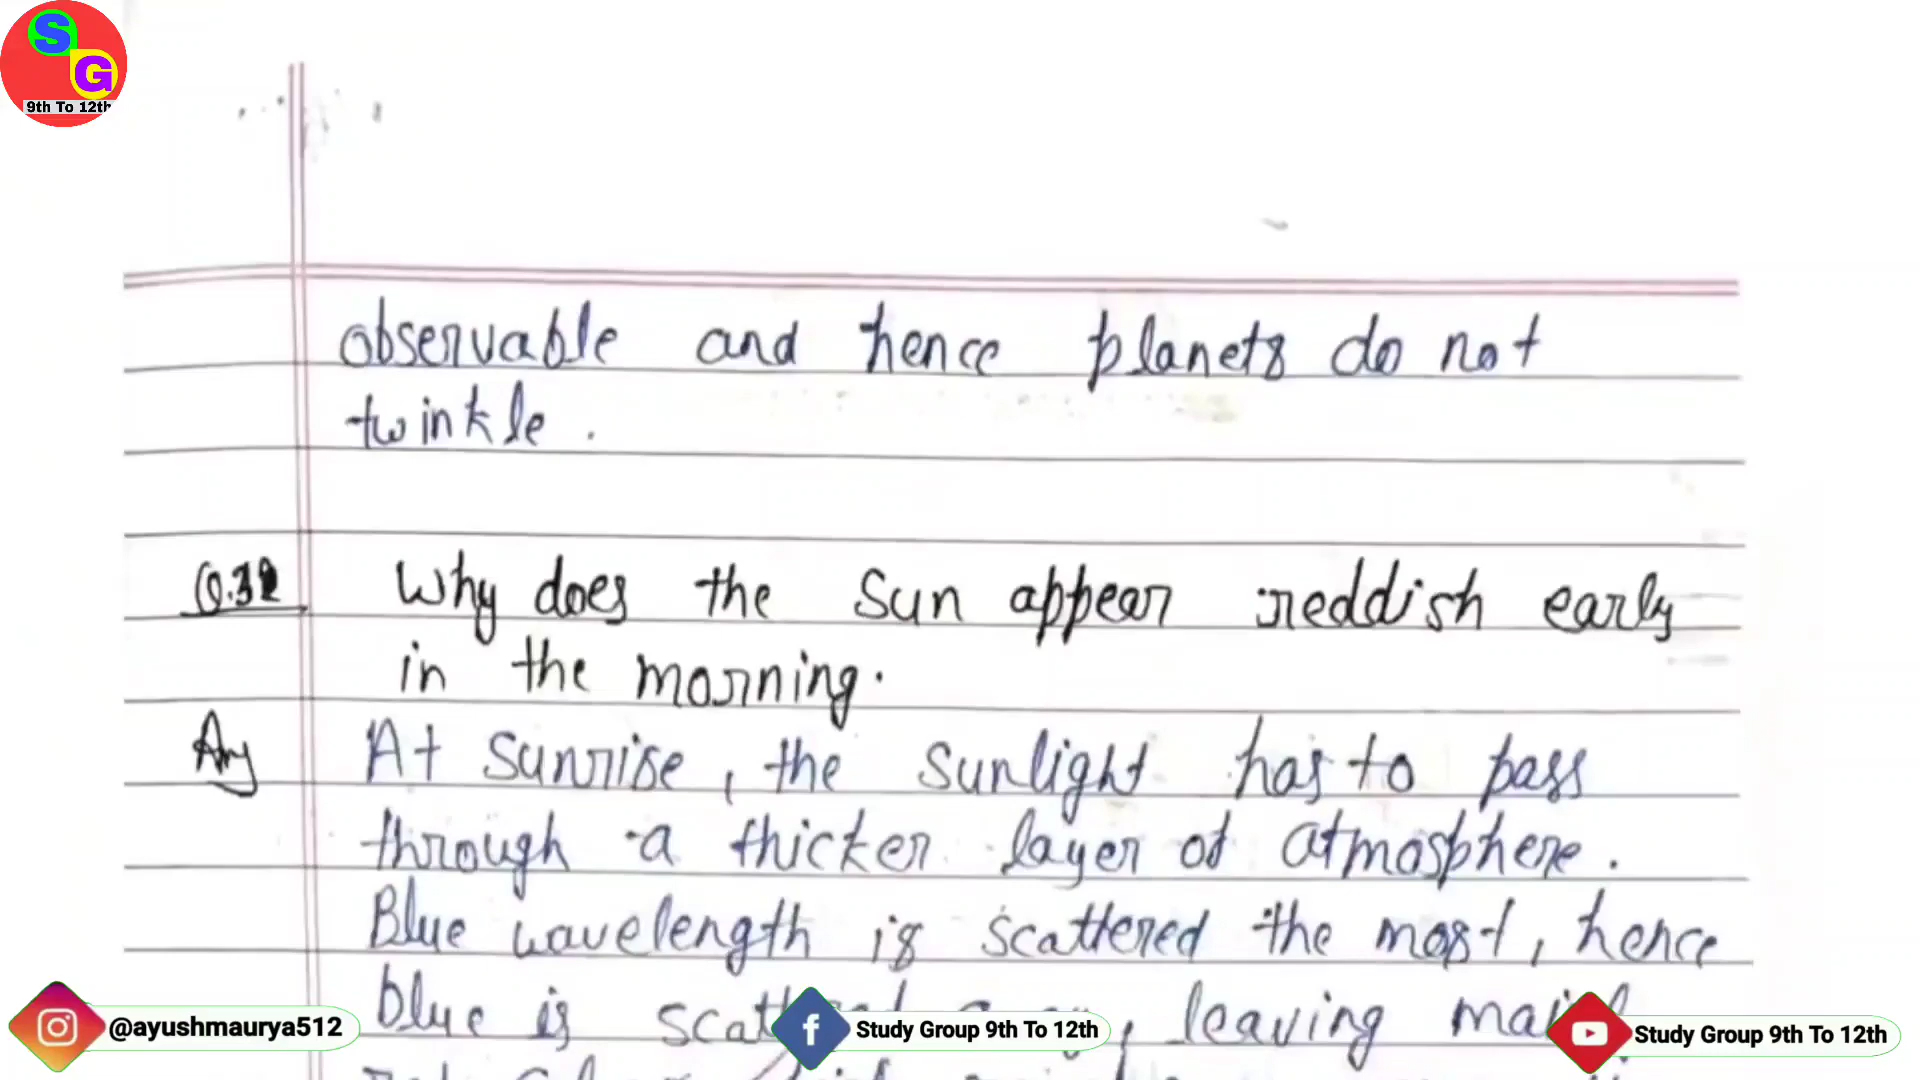 SG
9th To 12th
observable and hence planets do not
twinkle.
Q.32 Why does the Sun appear reddish early
in the morning.
Ans At sunrise, the sunlight has to pass
through a thicker layer of atmosphere.
Blue wavelength is scattered the most, hence
blue is leaving
@ayushmaurya512
Study Group 9th To 12th
Study Group 9th To 12th